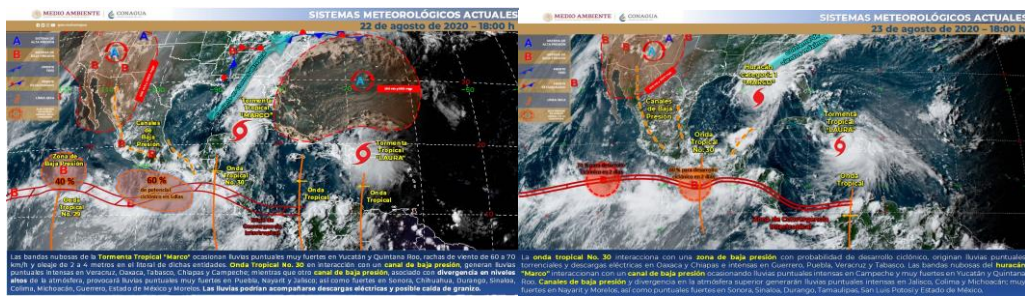 MEDIO AMBIENTE
CONAGUA
SISTEMAS METEOROLÓGICOS ACTUALES
22 de agosto de 2020 – 18:00 h
A
B
A
A
B
Tormenta
Tropical
"MARCO"
Canales
de Baja
Presión
Tormenta
Tropical
"LAURA"
Zona de
Baja Presión
B
40 %
60 %
de potencial
ciclónico en 5 días
Onda
Tropical
No. 29
Onda
Tropical
No. 30
Onda
Tropical
Onda
Tropical
Las bandas nubosas de la Tormenta Tropical "Marco" ocasionan lluvias puntuales muy fuertes en Yucatán y Quintana Roo, rachas de viento de 60 a 70
km/h y oleaje de 2 a 4 metros en el litoral de dichas entidades. Onda Tropical No. 30 en interacción con un canal de baja presión, generan lluvias
puntuales intensas en Veracruz, Oaxaca, Tabasco, Chiapas y Campeche; mientras que otro canal de baja presión, asociado con divergencia en niveles
altos de la atmósfera, provocará lluvias puntuales muy fuertes en Puebla, Nayarit y Jalisco; así como fuertes en Sonora, Chihuahua, Durango, Sinaloa,
Colima, Michoacán, Guerrero, Estado de México y Morelos. Las lluvias podrían acompañarse descargas eléctricas y posible caída de granizo.
MEDIO AMBIENTE
CONAGUA
SISTEMAS METEOROLÓGICOS ACTUALES
23 de agosto de 2020 – 18:00 h
A
B
A
Huracán
categoría 1
"MARCO"
Canales
de Baja
Presión
Onda
Tropical
No. 30
Tormenta
Tropical
"LAURA"
B
Onda
Tropical
La onda tropical No. 30 interacciona con una zona de baja presión con probabilidad de desarrollo ciclónico, originan lluvias puntuales
torrenciales y descargas eléctricas en Oaxaca y Chiapas e intensas en Guerrero, Puebla, Veracruz y Tabasco. Las bandas nubosas del huracán
"Marco" interaccionan con un canal de baja presión ocasionando lluvias puntuales intensas en Campeche y muy fuertes en Yucatán y Quintana
Roo. Canales de baja presión y divergencia en la atmósfera superior generarán lluvias puntuales intensas en Jalisco, Colima y Michoacán; muy
fuertes en Nayarit y Morelos, así como puntuales fuertes en Sonora, Sinaloa, Durango, Tamaulipas, San Luis Potosí y Estado de México.